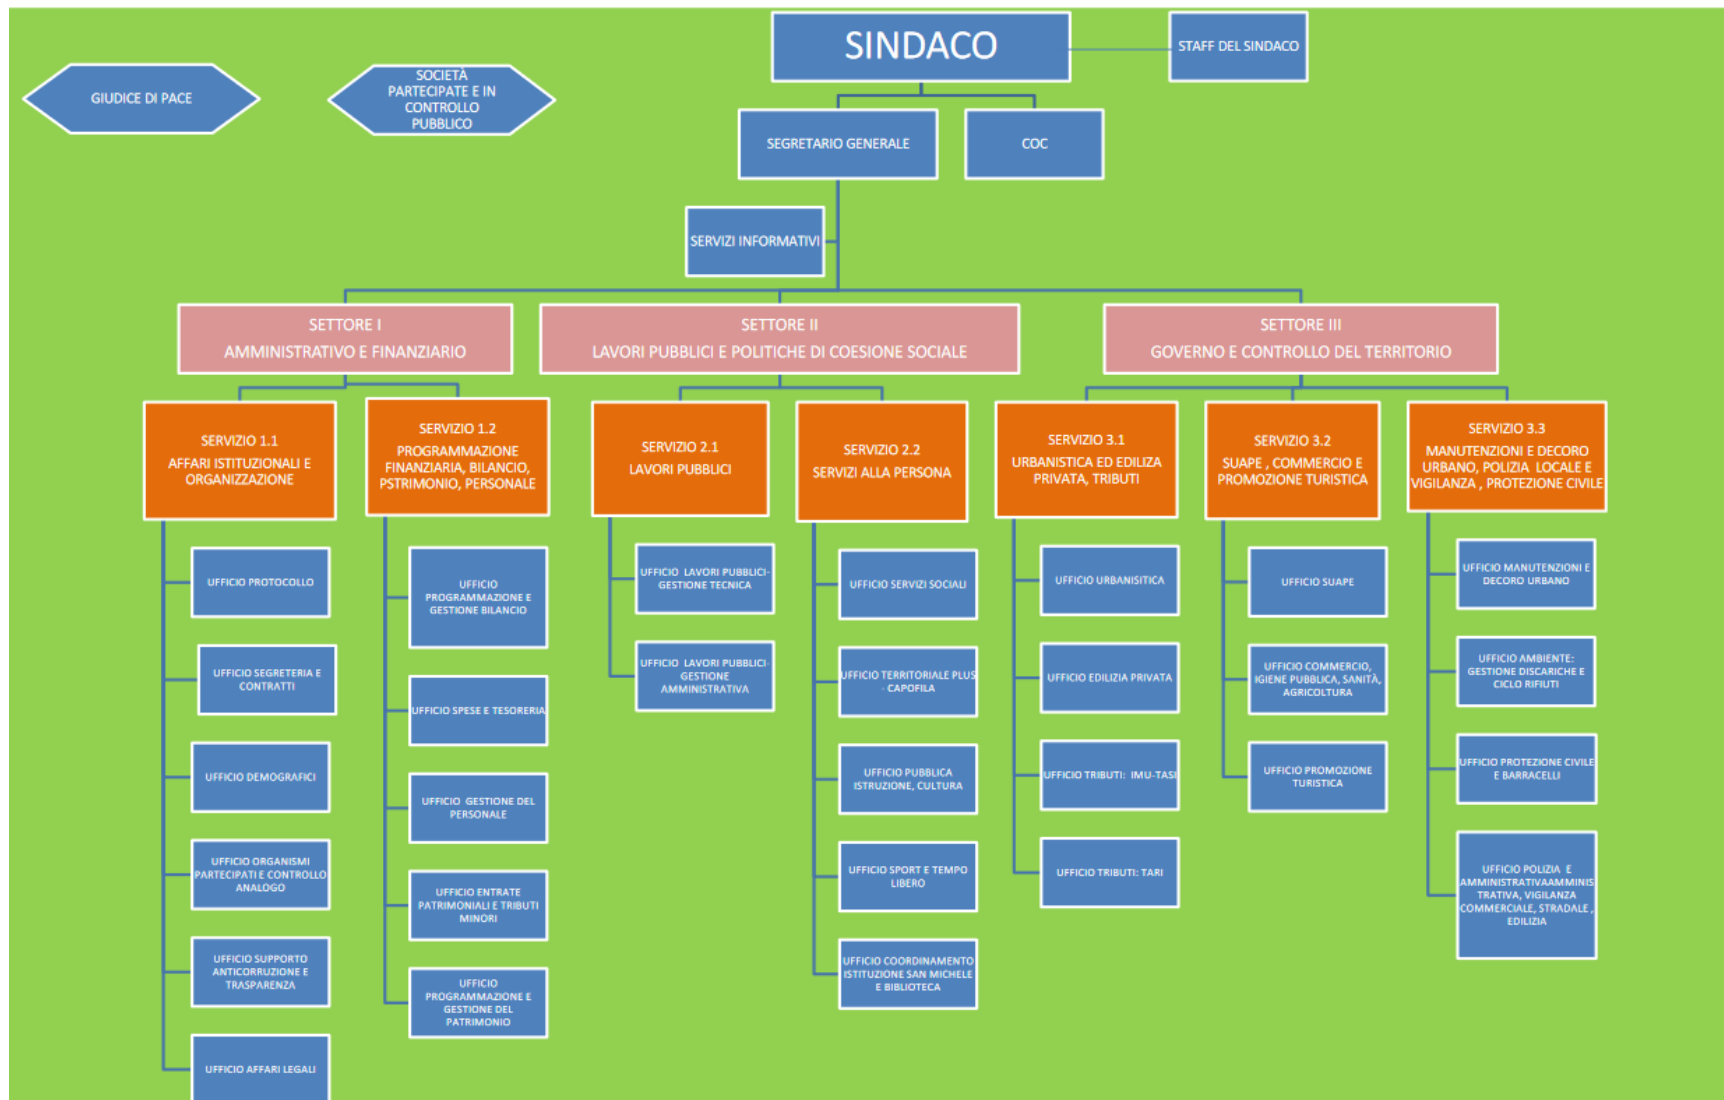 SINDACO
STAFF DEL SINDACO
GIUDICE DI PACE
SOCIETÀ
PARTECIPATE E IN
CONTROLLO
PUBBLICO
SEGRETARIO GENERALE
COC
SERVIZI INFORMATIVI
SETTORE I
AMMINISTRATIVO E FINANZIARIO
SETTORE II
LAVORI PUBBLICI E POLITICHE DI COESIONE SOCIALE
SETTORE III
GOVERNO E CONTROLLO DEL TERRITORIO
SERVIZIO 1.1
AFFARI ISTITUZIONALI E
ORGANIZZAZIONE
SERVIZIO 1.2
PROGRAMMAZIONE
FINANZIARIA, BILANCIO,
PSTRIMONIO, PERSONALE
SERVIZIO 2.1
LAVORI PUBBLICI
SERVIZIO 2.2
SERVIZI ALLA PERSONA
SERVIZIO 3.1
URBANISTICA ED EDILIZA
PRIVATA, TRIBUTI
SERVIZIO 3.2
SUAPE , COMMERCIO E
PROMOZIONE TURISTICA
SERVIZIO 3.3
MANUTENZIONI E DECORO
URBANO, POLIZIA LOCALE E
VIGILANZA , PROTEZIONE CIVILE
UFFICIO PROTOCOLLO
UFFICIO SEGRETERIA E
CONTRATTI
UFFICIO DEMOGRAFICI
UFFICIO ORGANISMI
PARTECIPATI E CONTROLLO
ANALOGO
UFFICIO SUPPORTO
ANTICORRUZIONE E
TRASPARENZA
UFFICIO AFFARI LEGALI
UFFICIO
PROGRAMMAZIONE E
GESTIONE BILANCIO
UFFICIO SPESE E TESORERIA
UFFICIO GESTIONE DEL
PERSONALE
UFFICIO ENTRATE
PATRIMONIALI E TRIBUTI
MINORI
UFFICIO
PROGRAMMAZIONE E
GESTIONE DEL
PATRIMONIO
UFFICIO LAVORI PUBBLICI-
GESTIONE TECNICA
UFFICIO LAVORI PUBBLICI-
GESTIONE
AMMINISTRATIVA
UFFICIO SERVIZI SOCIALI
UFFICIO TERRITORIALE PLUS
- CAPOFILA
UFFICIO PUBBLICA
ISTRUZIONE, CULTURA
UFFICIO SPORT E TEMPO
LIBERO
UFFICIO COORDINAMENTO
ISTITUZIONE SAN MICHELE
E BIBLIOTECA
UFFICIO URBANISITICA
UFFICIO EDILIZIA PRIVATA
UFFICIO TRIBUTI: IMU-TASI
UFFICIO TRIBUTI: TARI
UFFICIO SUAPE
UFFICIO COMMERCIO,
IGIENE PUBBLICA, SANITÀ,
AGRICOLTURA
UFFICIO PROMOZIONE
TURISTICA
UFFICIO MANUTENZIONI E
DECORO URBANO
UFFICIO AMBIENTE:
GESTIONE DISCARICHE E
CICLO RIFIUTI
UFFICIO PROTEZIONE CIVILE
E BARRACELLI
UFFICIO POLIZIA E
AMMINISTRATIVAAMMINIS
TRATIVA, VIGILANZA
COMMERCIALE, STRADALE ,
EDILIZIA